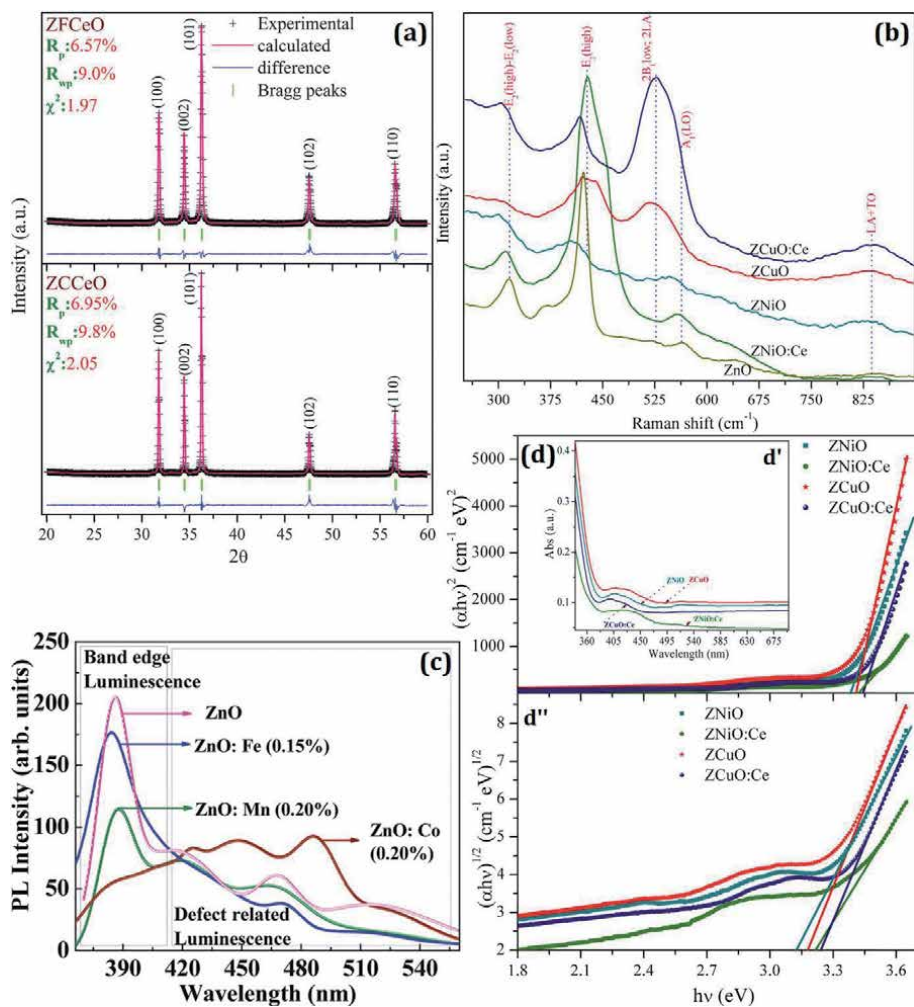 ZFCeO
Rp:6.57%
Rwp:9.0%
χ²:1.97
(100)
(002)
(101)
(102)
(110)
+ Experimental
calculated
difference
Bragg peaks
(a)
ZCCeO
Rp:6.95%
Rwp:9.8%
χ²:2.05
(100)
(002)
(101)
(102)
(110)
Intensity (a.u.)
20 25 30 35 40 45 50 55 60
2θ
(b)
E₂(high)-E₂(low)
E₂(high)
2B₁low; 2LA
A₁(LO)
LA+TO
ZCuO:Ce
ZCuO
ZNiO
ZNiO:Ce
ZnO
Intensity (a.u.)
300 375 450 525 600 675 750 825
Raman shift (cm⁻¹)
(c)
Band edge
Luminescence
ZnO
ZnO: Fe (0.15%)
ZnO: Mn (0.20%)
ZnO: Co
(0.20%)
Defect related
Luminescence
PL Intensity (arb. units)
250
200
150
100
50
0
390 420 450 480 510 540
Wavelength (nm)
(d)
d'
ZNiO
ZNiO:Ce
ZCuO
ZCuO:Ce
(αhν)² (cm⁻¹ eV)²
5000
4000
3000
2000
1000
Abs (a.u.)
0.4
0.3
0.2
0.1
ZNiO
ZCuO
ZCuO:Ce
ZNiO:Ce
360 405 450 495 540 585 630 675
Wavelength (nm)
d"
ZNiO
ZNiO:Ce
ZCuO
ZCuO:Ce
(αhν)¹/² (cm⁻¹ eV)¹/²
8
7
6
5
4
3
2
1.8 2.1 2.4 2.7 3.0 3.3 3.6
hν (eV)